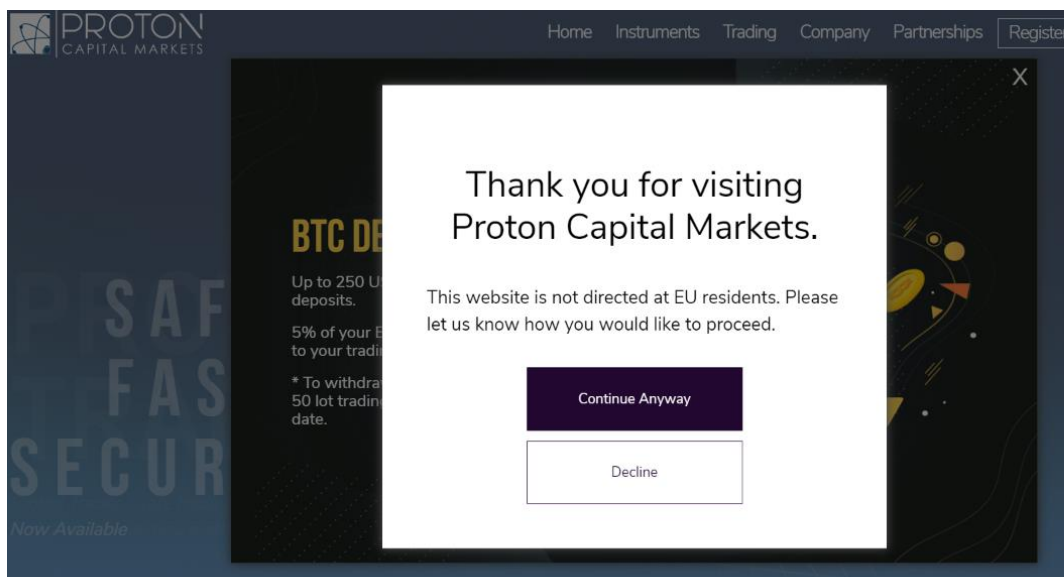 PROTON
CAPITAL MARKETS
Home Instruments Trading Company Partnerships Register
X
Thank you for visiting
Proton Capital Markets.
This website is not directed at EU residents. Please
let us know how you would like to proceed.
Continue Anyway
Decline
BTC DE
Up to 250 U
deposits.
5% of your
to your tradi
* To withdra
50 lot trading
date.
SAF
FAS
SECUR
Now Available